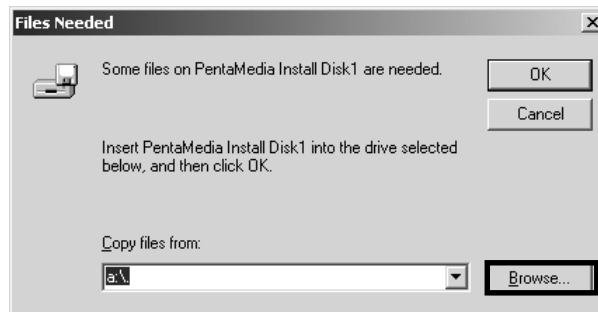 Files Needed
Some files on PentaMedia Install Disk1 are needed.
OK
Cancel
Insert PentaMedia Install Disk1 into the drive selected
below, and then click OK.
Copy files from:
a:\.
Browse...